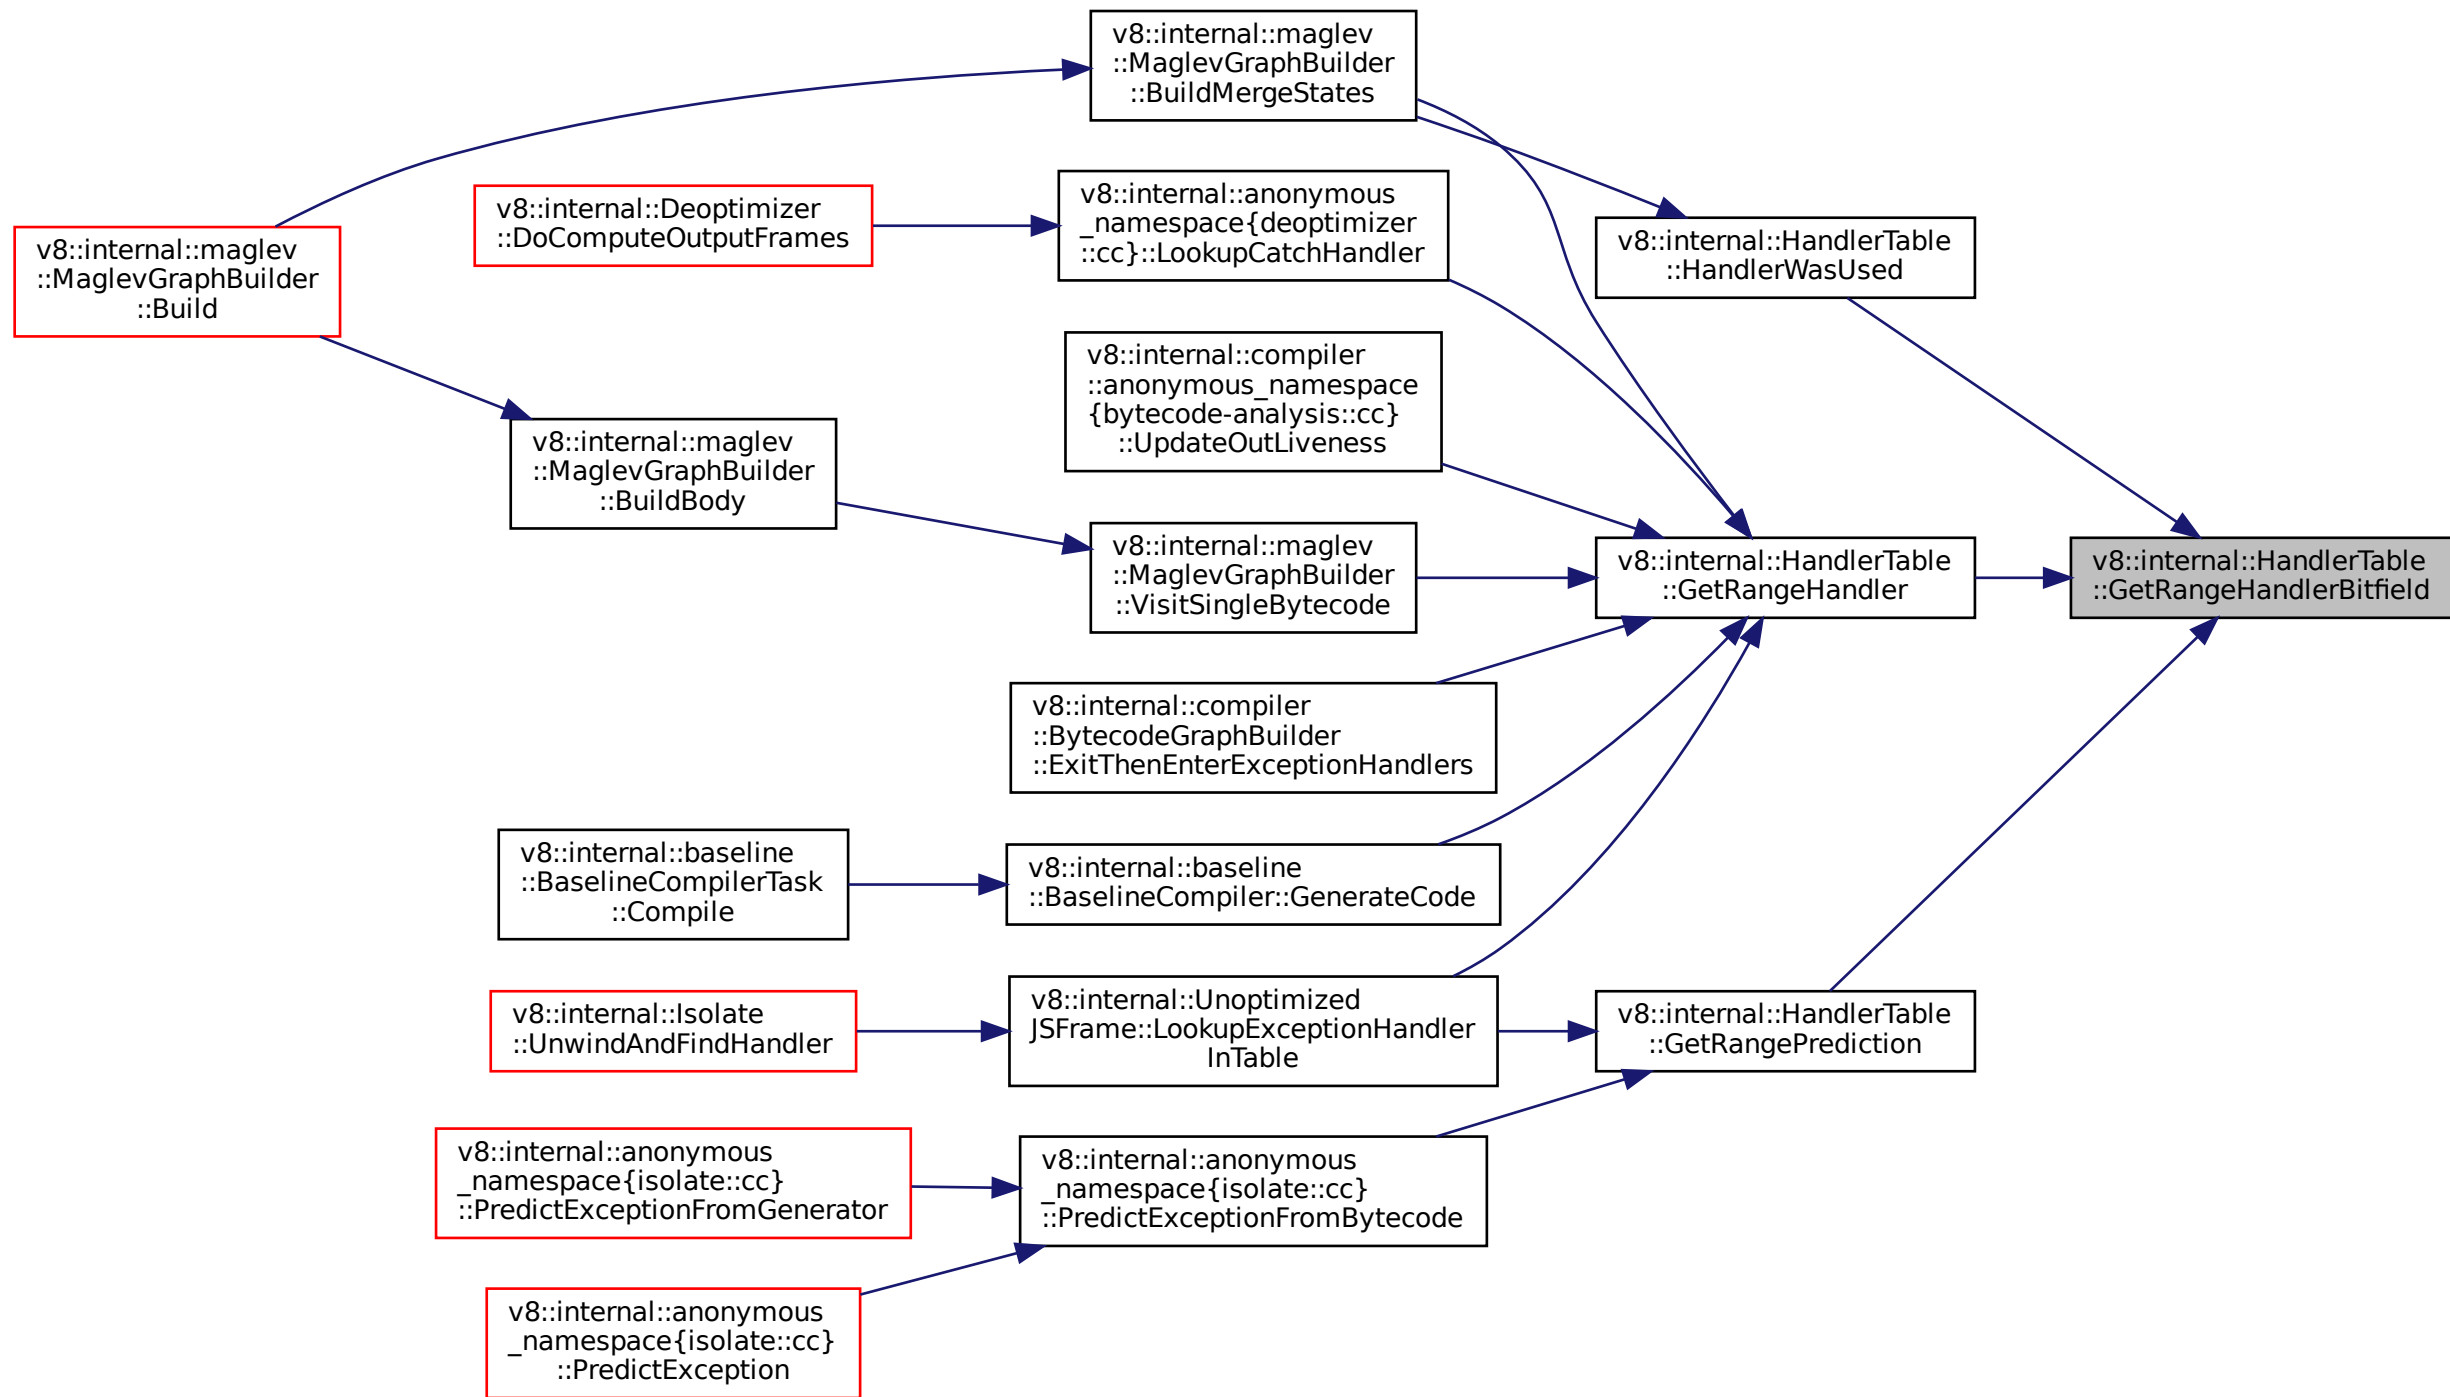 v8::internal::maglev
::MaglevGraphBuilder
::BuildMergeStates
v8::internal::Deoptimizer
::DoComputeOutputFrames
v8::internal::anonymous
_namespace{deoptimizer
::cc}::LookupCatchHandler
v8::internal::HandlerTable
::HandlerWasUsed
v8::internal::maglev
::MaglevGraphBuilder
::Build
v8::internal::compiler
::anonymous_namespace
{bytecode-analysis::cc}
::UpdateOutLiveness
v8::internal::maglev
::MaglevGraphBuilder
::BuildBody
v8::internal::maglev
::MaglevGraphBuilder
::VisitSingleBytecode
v8::internal::HandlerTable
::GetRangeHandler
v8::internal::HandlerTable
::GetRangeHandlerBitfield
v8::internal::compiler
::BytecodeGraphBuilder
::ExitThenEnterExceptionHandlers
v8::internal::baseline
::BaselineCompilerTask
::Compile
v8::internal::baseline
::BaselineCompiler::GenerateCode
v8::internal::Isolate
::UnwindAndFindHandler
v8::internal::Unoptimized
JSFrame::LookupExceptionHandler
InTable
v8::internal::HandlerTable
::GetRangePrediction
v8::internal::anonymous
_namespace{isolate::cc}
::PredictExceptionFromGenerator
v8::internal::anonymous
_namespace{isolate::cc}
::PredictExceptionFromBytecode
v8::internal::anonymous
_namespace{isolate::cc}
::PredictException